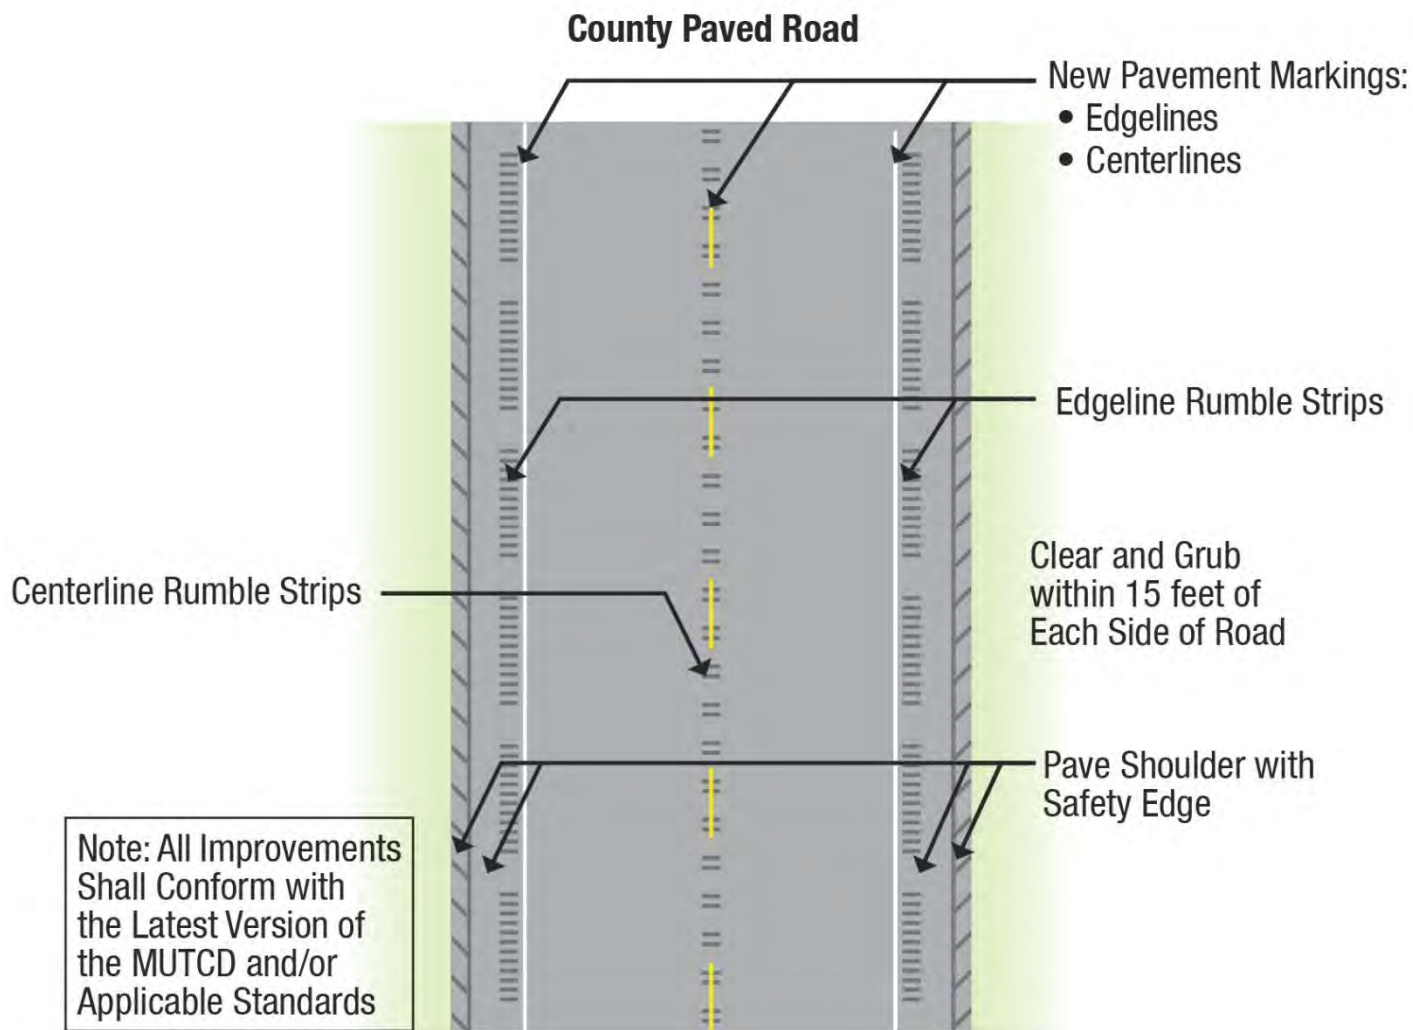 County Paved Road
New Pavement Markings:
• Edgelines
• Centerlines
Edgeline Rumble Strips
Clear and Grub
within 15 feet of
Each Side of Road
Centerline Rumble Strips
Pave Shoulder with
Safety Edge
Note: All Improvements
Shall Conform with
the Latest Version of
the MUTCD and/or
Applicable Standards